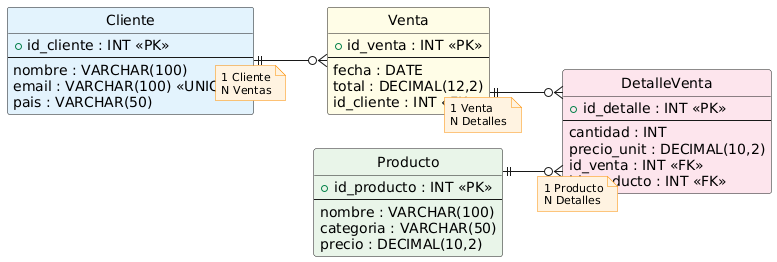 Cliente
id_cliente : INT «PK»
nombre : VARCHAR(100)
email : VARCHAR(100)
pais : VARCHAR(50)
1 Cliente
N Ventas
Venta
id_venta : INT «PK»
fecha : DATE
total : DECIMAL(12,2)
id_cliente : INT
1 Venta
N Detalles
DetalleVenta
id_detalle : INT «PK»
cantidad : INT
precio_unit : DECIMAL(10,2)
id_venta : INT «FK»
: INT «FK»
1 Producto
N Detalles
Producto
id_producto : INT «PK»
nombre : VARCHAR(100)
categoria : VARCHAR(50)
precio : DECIMAL(10,2)